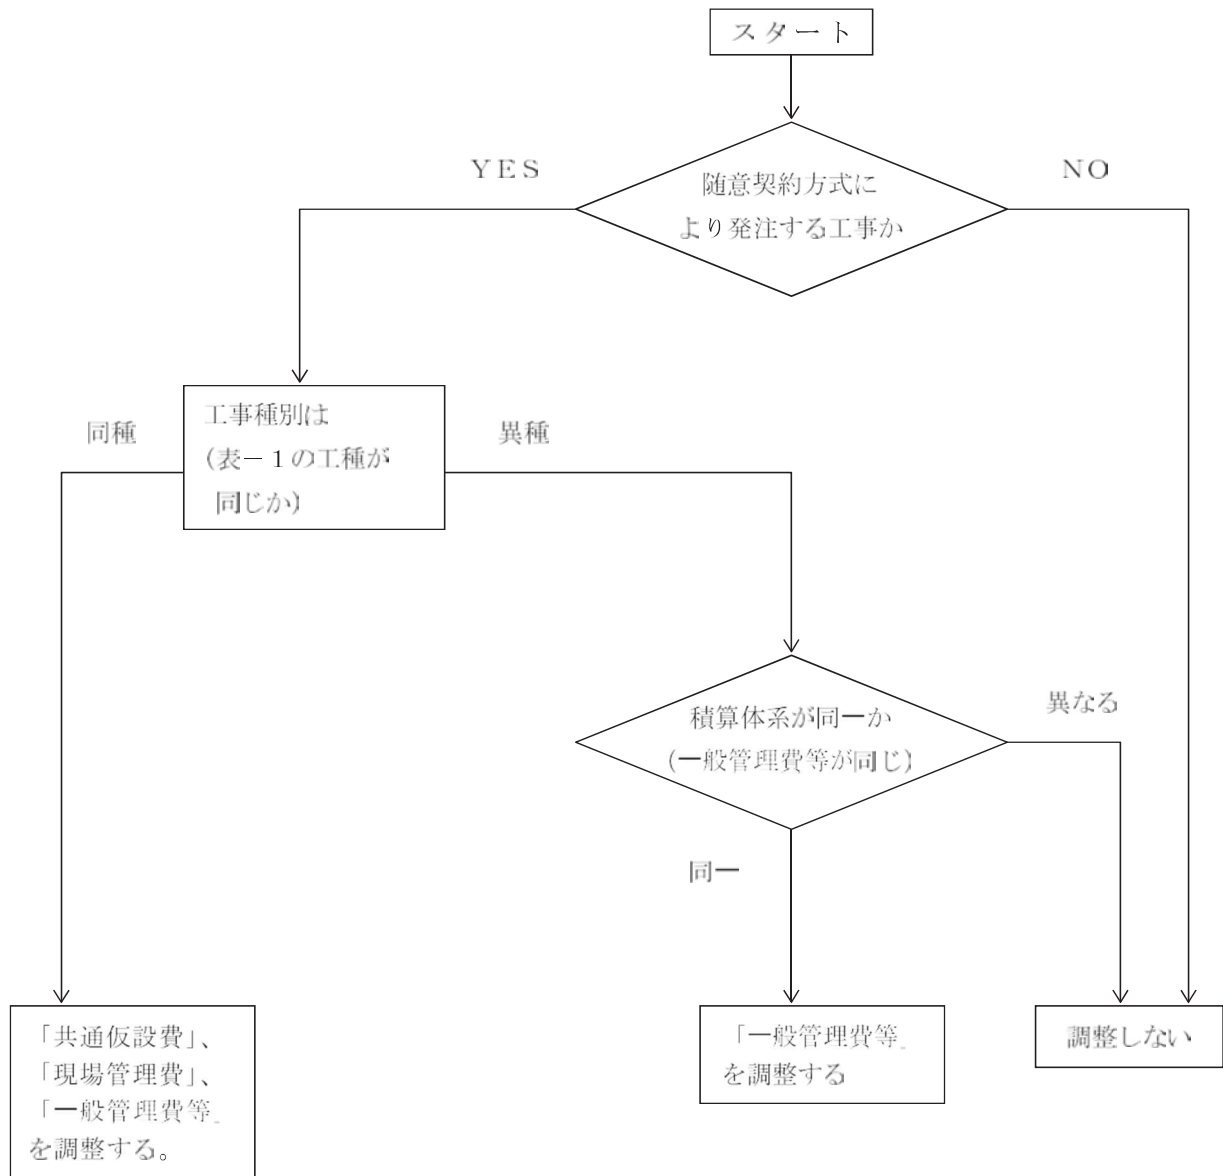 スタート
YES
NO
随意契約方式に
より発注する工事か
工事種別は
(表－１の工種が
同じか)
同種
異種
積算体系が同一か
(一般管理費等が同じ)
異なる
同一
「共通仮設費」、
「現場管理費」、
「一般管理費等」
を調整する。
「一般管理費等」
を調整する
調整しない